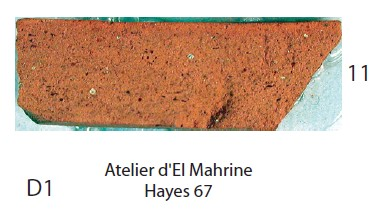 11
Atelier d'El Mahrine
D1
Hayes 67